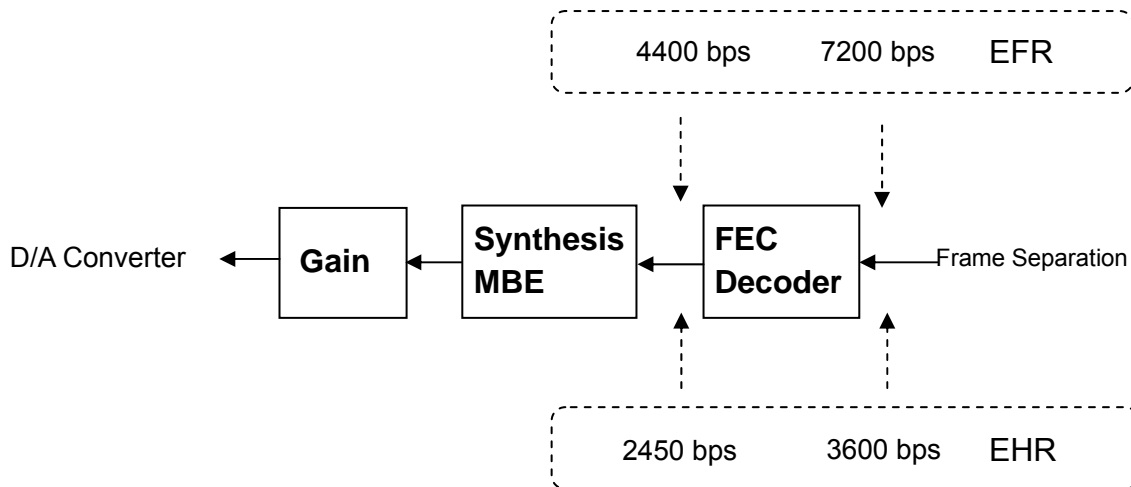 4400 bps 7200 bps EFR
D/A Converter
Gain
Synthesis
MBE
FEC
Decoder
Frame Separation
2450 bps 3600 bps EHR